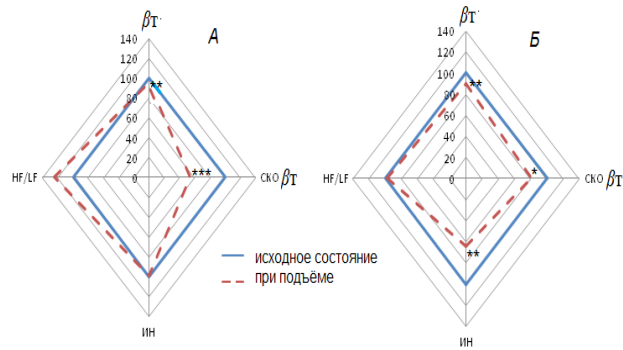 βT·
А
140
120
100
80
60
40
20
0
**
***
HF/LF
СКО βT
ИН
βT·
Б
140
120
100
80
60
40
20
0
**
*
**
HF/LF
СКО βT
ИН
исходное состояние
при подъёме